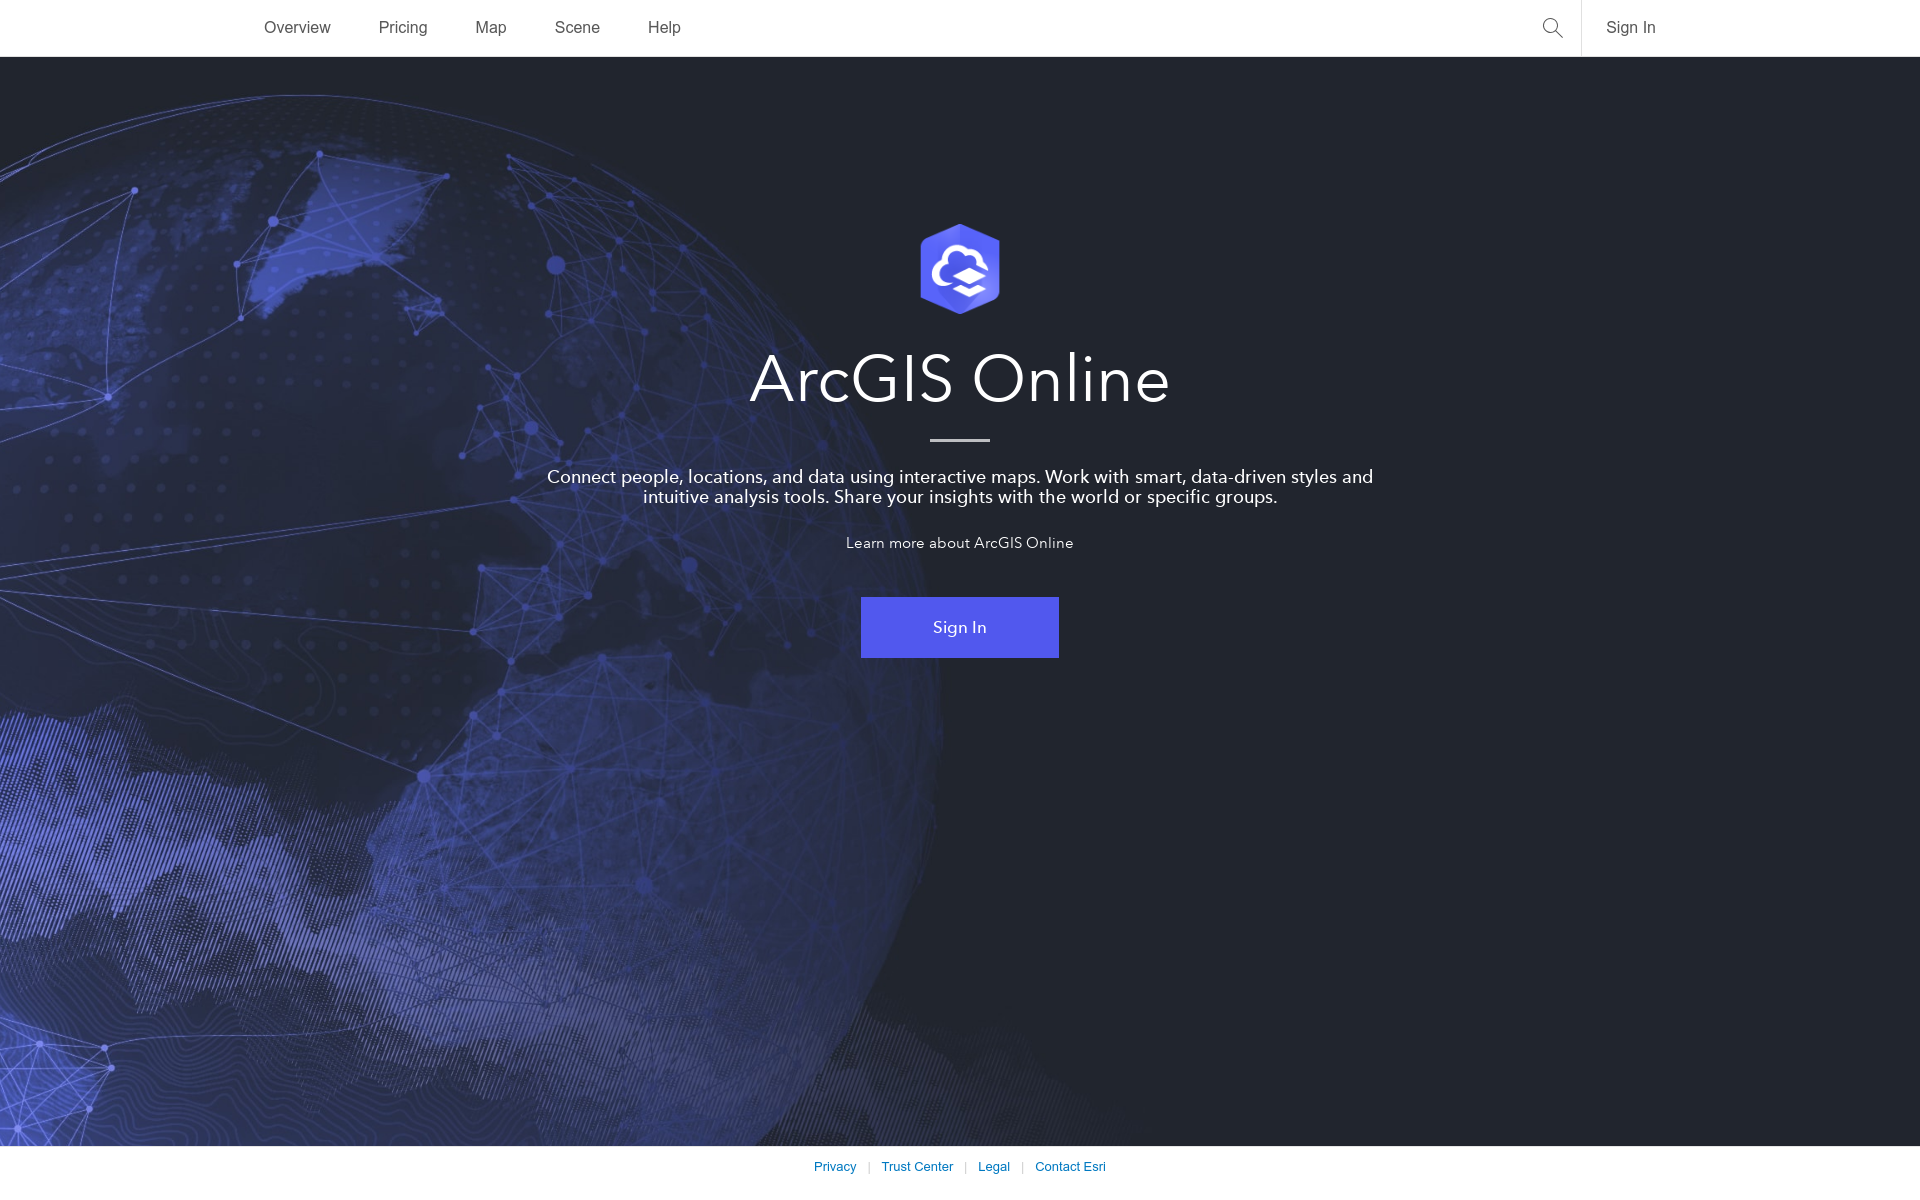 Overview Pricing Map Scene Help Sign In
ArcGIS Online
Connect people, locations, and data using interactive maps. Work with smart, data-driven styles and
intuitive analysis tools. Share your insights with the world or specific groups.
Learn more about ArcGIS Online
Sign In
Privacy | Trust Center | Legal | Contact Esri